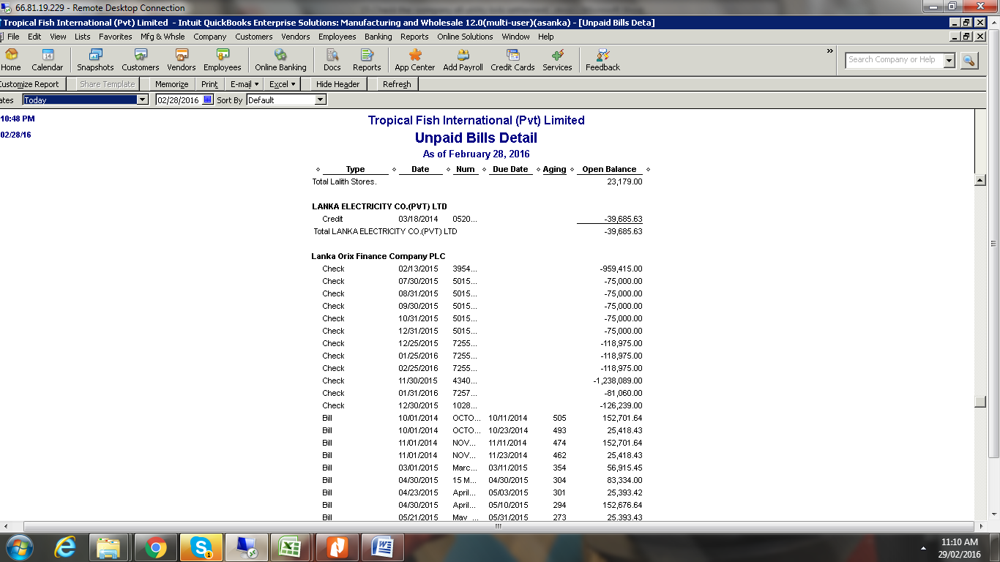 66.81.19.229 - Remote Desktop Connection
Tropical Fish International (Pvt) Limited - Intuit QuickBooks Enterprise Solutions: Manufacturing and Wholesale 12.0(multi-user)(asanka) - [Unpaid Bills Deta]
File Edit View Lists Favorites Mfg & Whsle Company Customers Vendors Employees Banking Reports Online Solutions Window Help
Home Calendar Snapshots Customers Vendors Employees Online Banking Docs Reports App Center Add Payroll Credit Cards Services Feedback » Search Company or Help
ustomize Report Share Template Memorize Print E-mail Excel Hide Header Refresh
ates Today 02/28/2016 Sort By Default
10:48 PM
02/28/16
Tropical Fish International (Pvt) Limited
Unpaid Bills Detail
As of February 28, 2016
Type Date Num Due Date Aging Open Balance
Total Lalith Stores. 23,179.00
LANKA ELECTRICITY CO.(PVT) LTD
Credit 03/18/2014 0520... -39,685.63
Total LANKA ELECTRICITY CO.(PVT) LTD -39,685.63
Lanka Orix Finance Company PLC
Check 02/13/2015 3954... -959,415.00
Check 07/30/2015 5015... -75,000.00
Check 08/31/2015 5015... -75,000.00
Check 09/30/2015 5015... -75,000.00
Check 10/31/2015 5015... -75,000.00
Check 12/31/2015 5015... -75,000.00
Check 12/25/2015 7255... -118,975.00
Check 01/25/2016 7255... -118,975.00
Check 02/25/2016 7255... -118,975.00
Check 11/30/2015 4340... -1,238,089.00
Check 01/31/2016 7257... -81,060.00
Check 12/30/2015 1028... -126,239.00
Bill 10/01/2014 OCTO... 10/11/2014 505 152,701.64
Bill 10/01/2014 OCTO... 10/23/2014 493 25,418.43
Bill 11/01/2014 NOV... 11/11/2014 474 152,701.64
Bill 11/01/2014 NOV... 11/23/2014 462 25,418.43
Bill 03/01/2015 Marc... 03/11/2015 354 56,915.45
Bill 04/30/2015 15 M... 04/30/2015 304 83,334.00
Bill 04/23/2015 April... 05/03/2015 301 25,393.42
Bill 04/30/2015 April... 05/10/2015 294 152,676.64
Bill 05/21/2015 May ... 05/31/2015 273 25,393.43
11:10 AM
29/02/2016